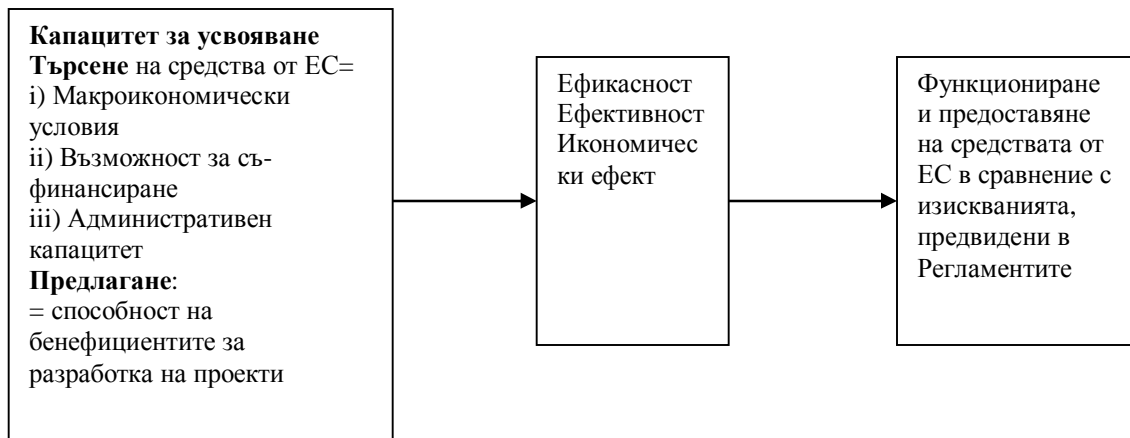 Капацитет за усвояване
Търсене на средства от ЕС=
i) Макроикономически
условия
ii) Възможност за съ-
финансиране
iii) Административен
капацитет
Предлагане:
= способност на
бенефициентите за
разработка на проекти
Ефикасност
Ефективност
Икономичес
ки ефект
Функциониране
и предоставяне
на средствата от
ЕС в сравнение с
изискванията,
предвидени в
Регламентите